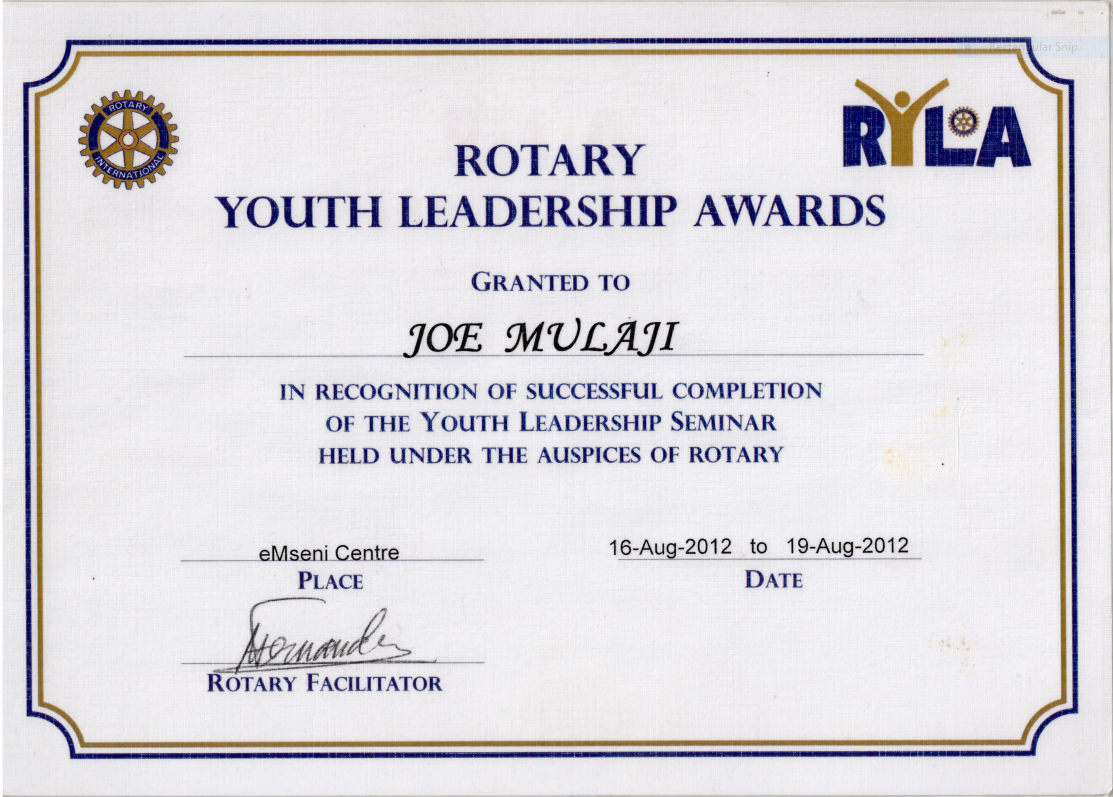 Rectangular Snip
ROTARY
INTERNATIONAL
RYLA
ROTARY
YOUTH LEADERSHIP AWARDS
GRANTED TO
JOE MULAJI
IN RECOGNITION OF SUCCESSFUL COMPLETION
OF THE YOUTH LEADERSHIP SEMINAR
HELD UNDER THE AUSPICES OF ROTARY
eMseni Centre
16-Aug-2012 to 19-Aug-2012
PLACE
DATE
ROTARY FACILITATOR